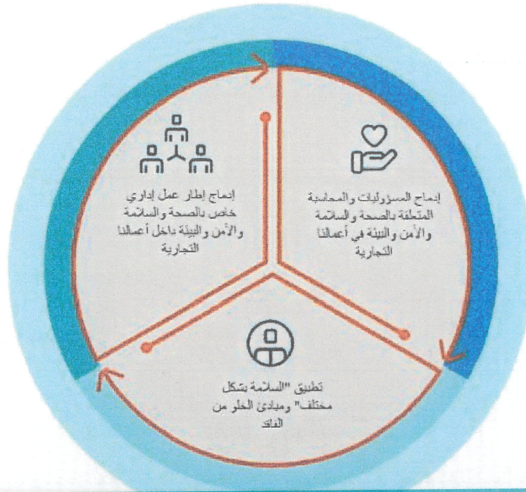 إدماج المسؤوليات والمحاسبة
المتعلقة بالصحة والسلامة
والأمن والبيئة في أعمالنا
التجارية
إدماج إطار عمل إداري
خاص بالصحة والسلامة
والأمن والبيئة داخل أعمالنا
التجارية
تطبيق "السلامة بشكل
مختلف" ومبادئ الخلو من
الفاقد